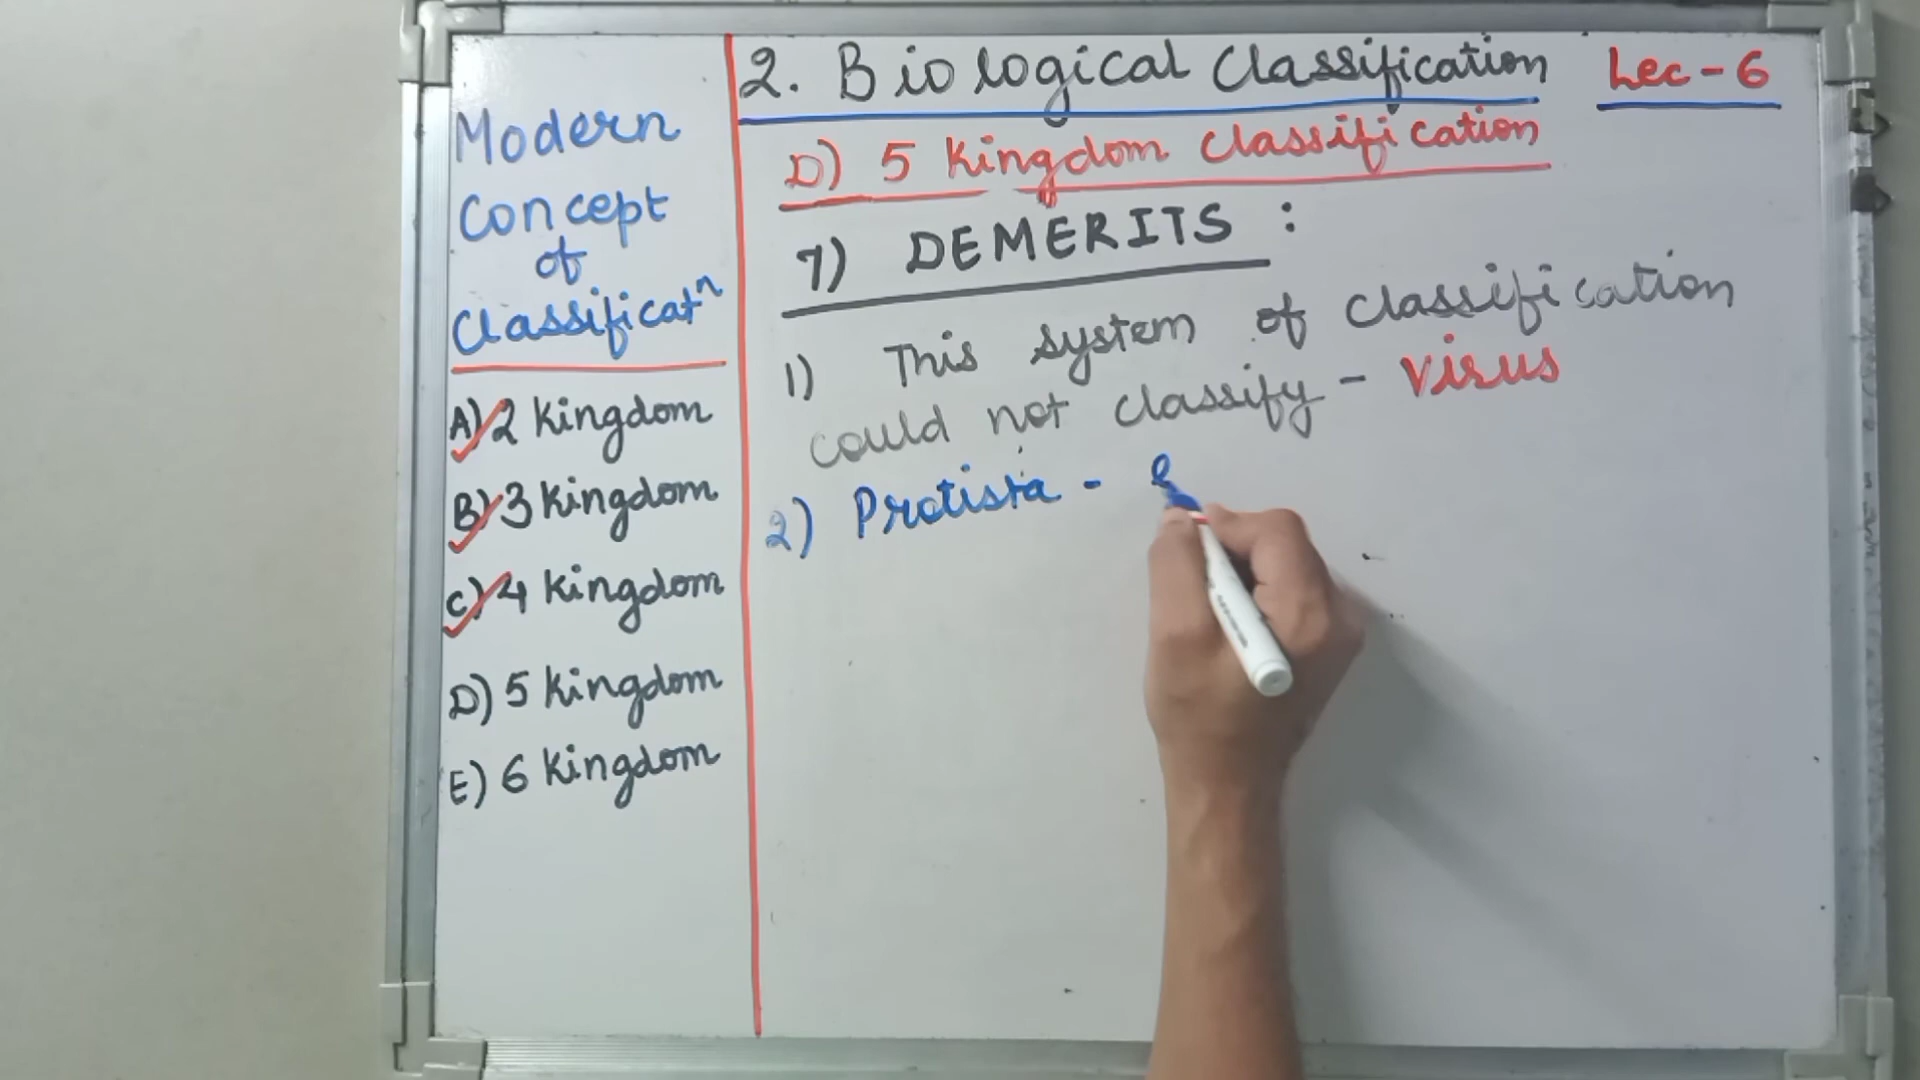 Modern
Concept
of
Classificatn
A) 2 Kingdom
B) 3 Kingdom
C) 4 Kingdom
D) 5 Kingdom
E) 6 Kingdom
2. Biological Classification Lec-6
D) 5 Kingdom Classification
7) DEMERITS :
1) This system of classification
could not classify - Virus
2) Protista -